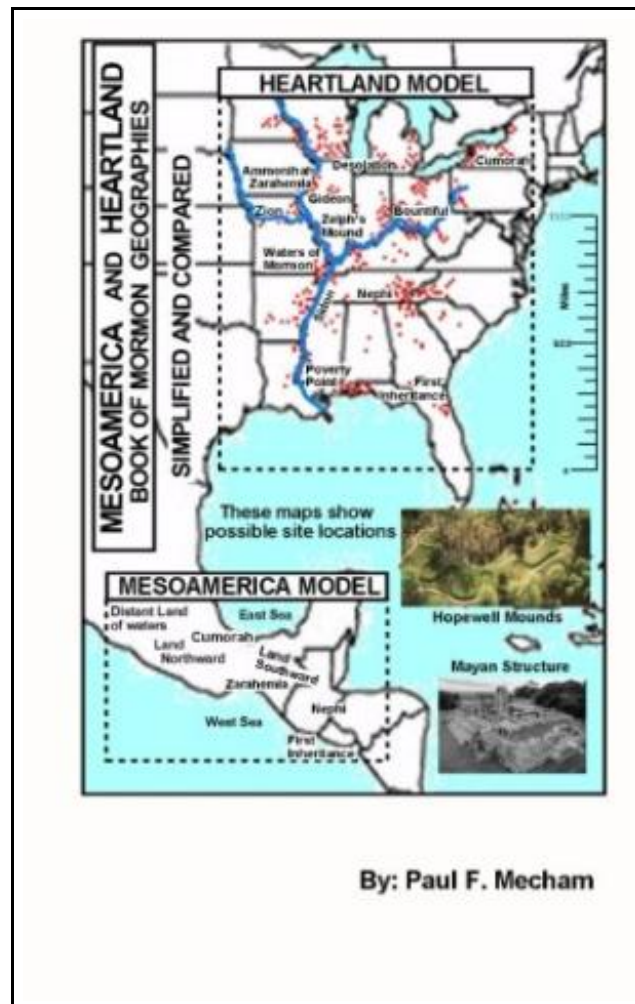 MESOAMERICA AND HEARTLAND
BOOK OF MORMON GEOGRAPHIES
SIMPLIFIED AND COMPARED
HEARTLAND MODEL
Desolation
Cumorah
Ammonihah
Zarahemla
Gideon
Zion
Zelph's
Mound
Bountiful
Waters of
Mormon
Sidon
Nephi
Poverty
Point
First
Inheritance
Miles
These maps show
possible site locations
MESOAMERICA MODEL
Distant Land
of waters
East Sea
Cumorah
Land
Northward
Land
Southward
Zarahemla
Nephi
West Sea
First
Inheritance
Hopewell Mounds
Mayan Structure
By: Paul F. Mecham